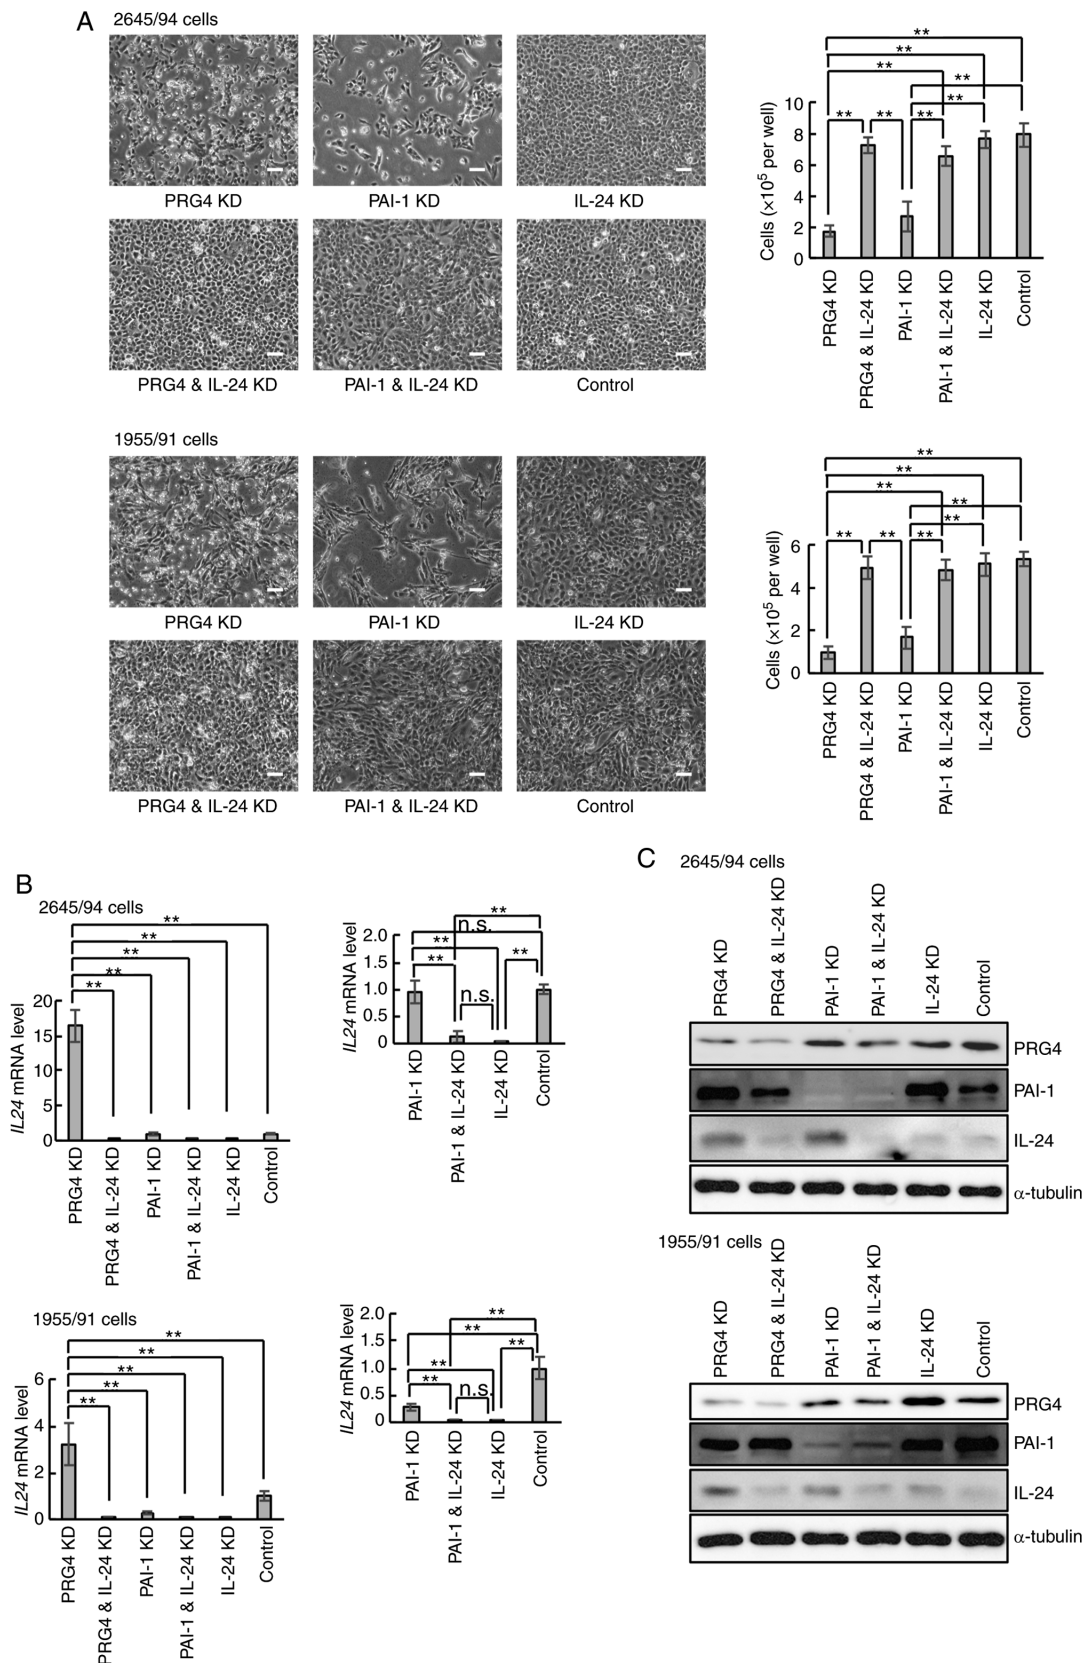 A
2645/94 cells
PRG4 KD
PAI-1 KD
IL-24 KD
PRG4 & IL-24 KD
PAI-1 & IL-24 KD
Control
**
**
**
**
**
**
**
**
Cells (×10⁵ per well)
10
8
6
4
2
0
PRG4 KD
PRG4 & IL-24 KD
PAI-1 KD
PAI-1 & IL-24 KD
IL-24 KD
Control
1955/91 cells
PRG4 KD
PAI-1 KD
IL-24 KD
PRG4 & IL-24 KD
PAI-1 & IL-24 KD
Control
**
**
**
**
**
**
**
**
Cells (×10⁵ per well)
6
4
2
0
PRG4 KD
PRG4 & IL-24 KD
PAI-1 KD
PAI-1 & IL-24 KD
IL-24 KD
Control
B
2645/94 cells
**
**
**
**
**
IL24 mRNA level
20
15
10
5
0
PRG4 KD
PRG4 & IL-24 KD
PAI-1 KD
PAI-1 & IL-24 KD
IL-24 KD
Control
**
n.s.
**
**
**
n.s.
IL24 mRNA level
2.0
1.5
1.0
0.5
0
PAI-1 KD
PAI-1 & IL-24 KD
IL-24 KD
Control
1955/91 cells
**
**
**
**
**
IL24 mRNA level
6
4
2
0
PRG4 KD
PRG4 & IL-24 KD
PAI-1 KD
PAI-1 & IL-24 KD
IL-24 KD
Control
**
**
**
**
**
n.s.
IL24 mRNA level
2.0
1.5
1.0
0.5
0
PAI-1 KD
PAI-1 & IL-24 KD
IL-24 KD
Control
C
2645/94 cells
PRG4 KD
PRG4 & IL-24 KD
PAI-1 KD
PAI-1 & IL-24 KD
IL-24 KD
Control
PRG4
PAI-1
IL-24
α-tubulin
1955/91 cells
PRG4 KD
PRG4 & IL-24 KD
PAI-1 KD
PAI-1 & IL-24 KD
IL-24 KD
Control
PRG4
PAI-1
IL-24
α-tubulin